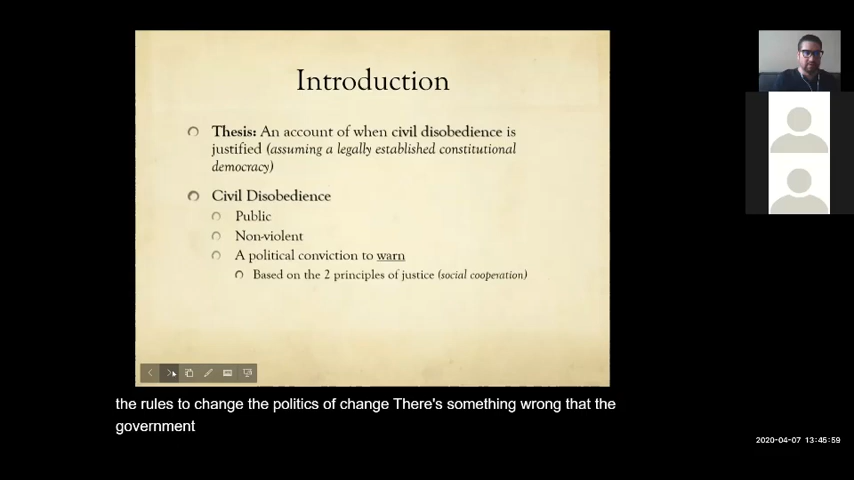 Introduction
Thesis: An account of when civil disobedience is
justified (assuming a legally established constitutional
democracy)
Civil Disobedience
Public
Non-violent
A political conviction to warn
Based on the 2 principles of justice (social cooperation)
the rules to change the politics of change There's something wrong that the
government
2020-04-07 13:45:59